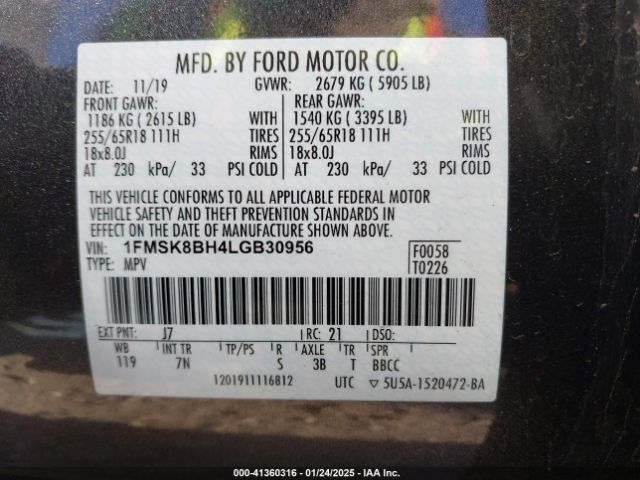 MFD. BY FORD MOTOR CO.
DATE: 11/19 GVWR: 2679 KG ( 5905 LB)
FRONT GAWR: REAR GAWR:
1186 KG ( 2615 LB) WITH 1540 KG ( 3395 LB) WITH
255/65R18 111H TIRES 255/65R18 111H TIRES
18x8.0J RIMS 18x8.0J RIMS
AT 230 kPa/ 33 PSI COLD AT 230 kPa/ 33 PSI COLD
THIS VEHICLE CONFORMS TO ALL APPLICABLE FEDERAL MOTOR
VEHICLE SAFETY AND THEFT PREVENTION STANDARDS IN
EFFECT ON THE DATE OF MANUFACTURE SHOWN ABOVE.
VIN: 1FMSK8BH4LGB30956 F0058
TYPE: MPV T0226
EXT PNT: J7 RC: 21 DSO:
WB INT TR TP/PS R AXLE TR SPR
119 7N S 3B T BBCC
1201911116812 UTC ▽ 5U5A-1520472-BA
000-41360316 - 01/24/2025 - IAA Inc.